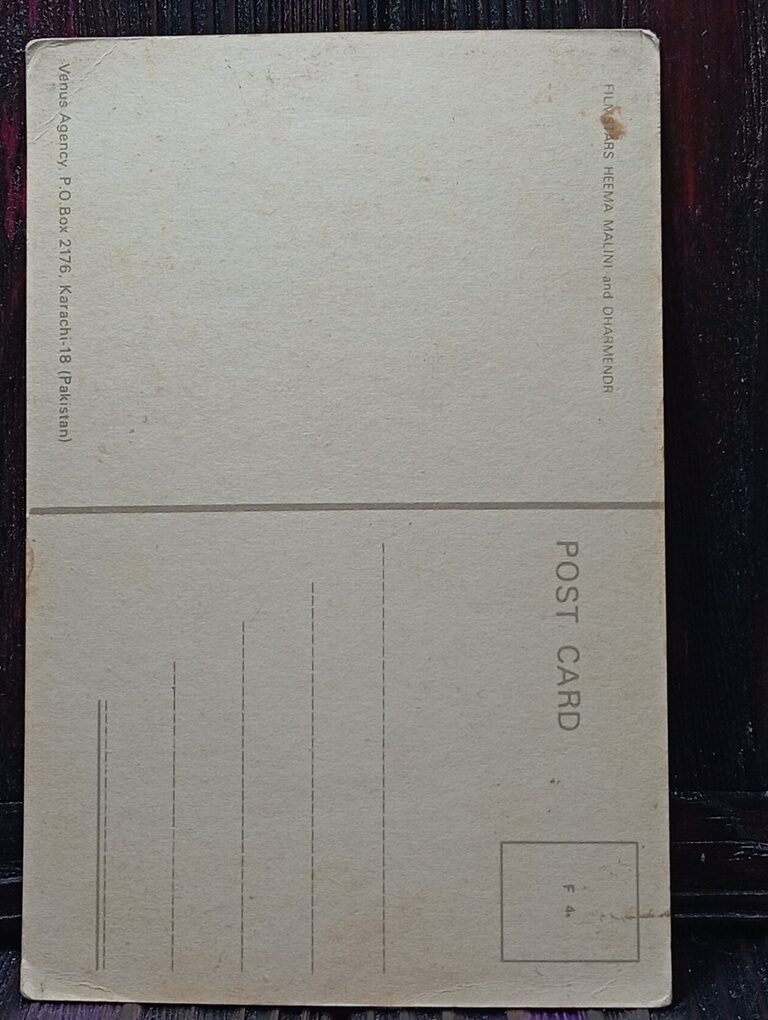 FILMSTARS HEEMA MALINI and DHARMENDR
POST CARD
F 4.
Venus Agency, P.O.Box 2176, Karachi-18 (Pakistan)